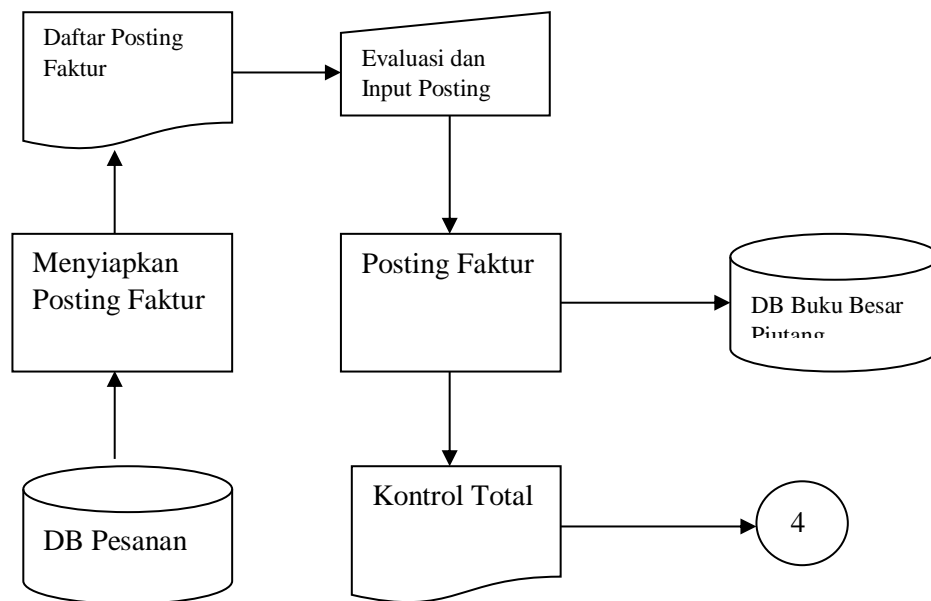 Daftar Posting
Faktur
Evaluasi dan
Input Posting
Menyiapkan
Posting Faktur
Posting Faktur
DB Buku Besar
Piutang
DB Pesanan
Kontrol Total
4